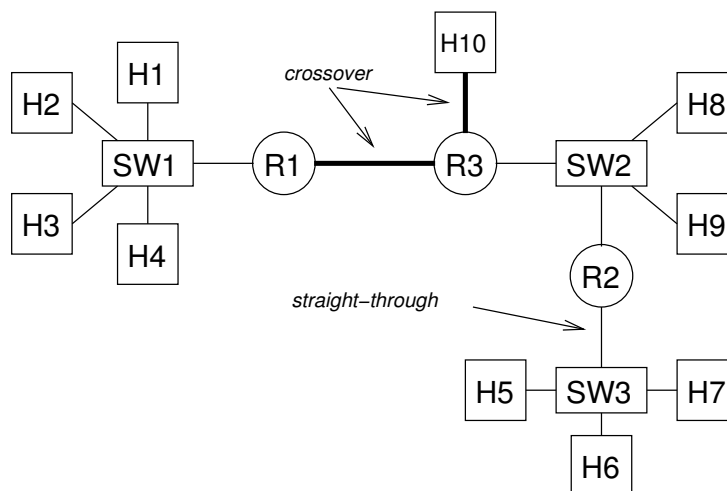 H10
crossover
H1
H2
H8
SW1
R1
R3
SW2
H3
H4
H9
R2
straight–through
H5
SW3
H7
H6